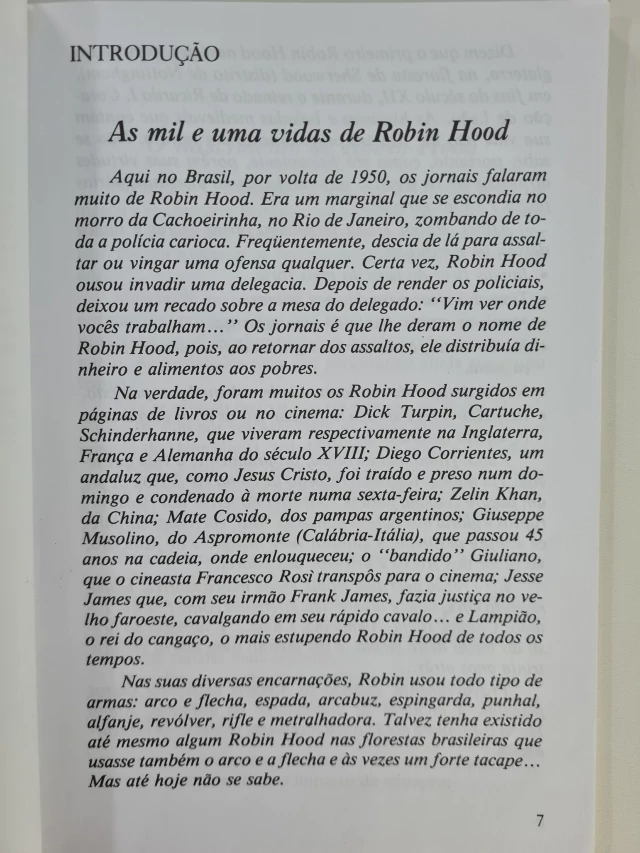 INTRODUÇÃO
As mil e uma vidas de Robin Hood
Aqui no Brasil, por volta de 1950, os jornais falaram
muito de Robin Hood. Era um marginal que se escondia no
morro da Cachoeirinha, no Rio de Janeiro, zombando de to-
da a polícia carioca. Freqüentemente, descia de lá para assal-
tar ou vingar uma ofensa qualquer. Certa vez, Robin Hood
ousou invadir uma delegacia. Depois de render os policiais,
deixou um recado sobre a mesa do delegado: “Vim ver onde
vocês trabalham...” Os jornais é que lhe deram o nome de
Robin Hood, pois, ao retornar dos assaltos, ele distribuía di-
nheiro e alimentos aos pobres.
Na verdade, foram muitos os Robin Hood surgidos em
páginas de livros ou no cinema: Dick Turpin, Cartuche,
Schinderhanne, que viveram respectivamente na Inglaterra,
França e Alemanha do século XVIII; Diego Corrientes, um
andaluz que, como Jesus Cristo, foi traído e preso num do-
mingo e condenado à morte numa sexta-feira; Zelin Khan,
da China; Mate Cosido, dos pampas argentinos; Giuseppe
Musolino, do Aspromonte (Calábria-Itália), que passou 45
anos na cadeia, onde enlouqueceu; o “bandido” Giuliano,
que o cineasta Francesco Rosì transpôs para o cinema; Jesse
James que, com seu irmão Frank James, fazia justiça no ve-
lho faroeste, cavalgando em seu rápido cavalo... e Lampião,
o rei do cangaço, o mais estupendo Robin Hood de todos os
tempos.
Nas suas diversas encarnações, Robin usou todo tipo de
armas: arco e flecha, espada, arcabuz, espingarda, punhal,
alfanje, revólver, rifle e metralhadora. Talvez tenha existido
até mesmo algum Robin Hood nas florestas brasileiras que
usasse também o arco e a flecha e às vezes um forte tacape...
Mas até hoje não se sabe.
7